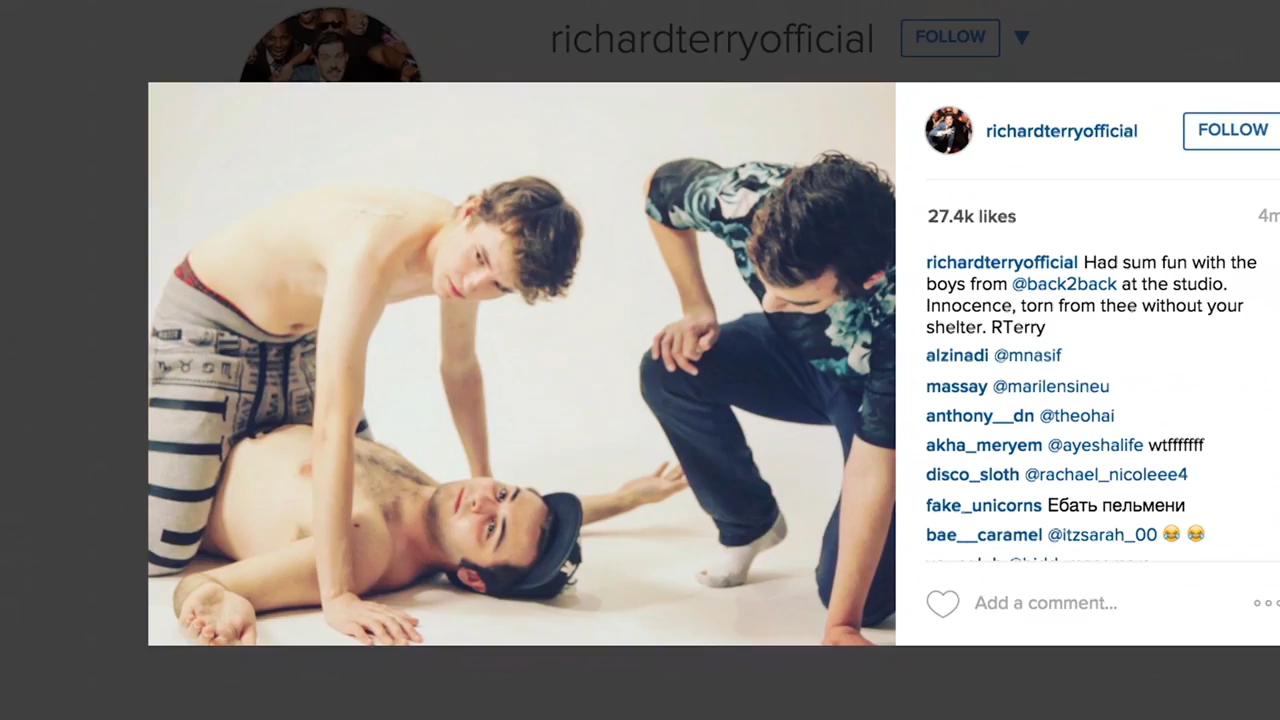 richardterryofficial FOLLOW
richardterryofficial FOLLOW
27.4k likes 4m
richardterryofficial Had sum fun with the
boys from @back2back at the studio.
Innocence, torn from thee without your
shelter. RTerry
alzinadi @mnasif
massay @marilensineu
anthony__dn @theohai
akha_meryem @ayeshalife wtfffffff
disco_sloth @rachael_nicoleee4
fake_unicorns Ебать пельмени
bae__caramel @itzsarah_00 😂 😂
Add a comment...